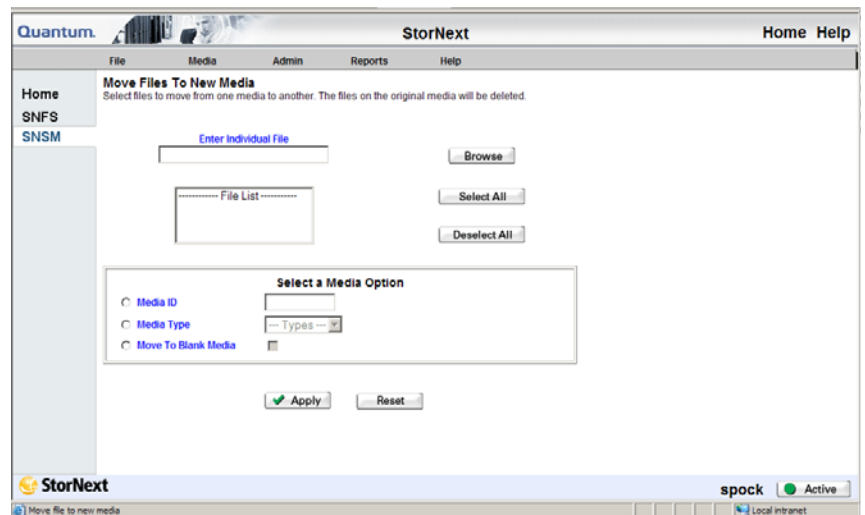 Quantum. StorNext Home Help
File Media Admin Reports Help
Move Files To New Media
Select files to move from one media to another. The files on the original media will be deleted.
Home
SNFS
SNSM
Enter Individual File
Browse
------------ File List -----------
Select All
Deselect All
Select a Media Option
Media ID
Media Type --- Types ---
Move To Blank Media
Apply Reset
StorNext spock Active
Move file to new media Local intranet